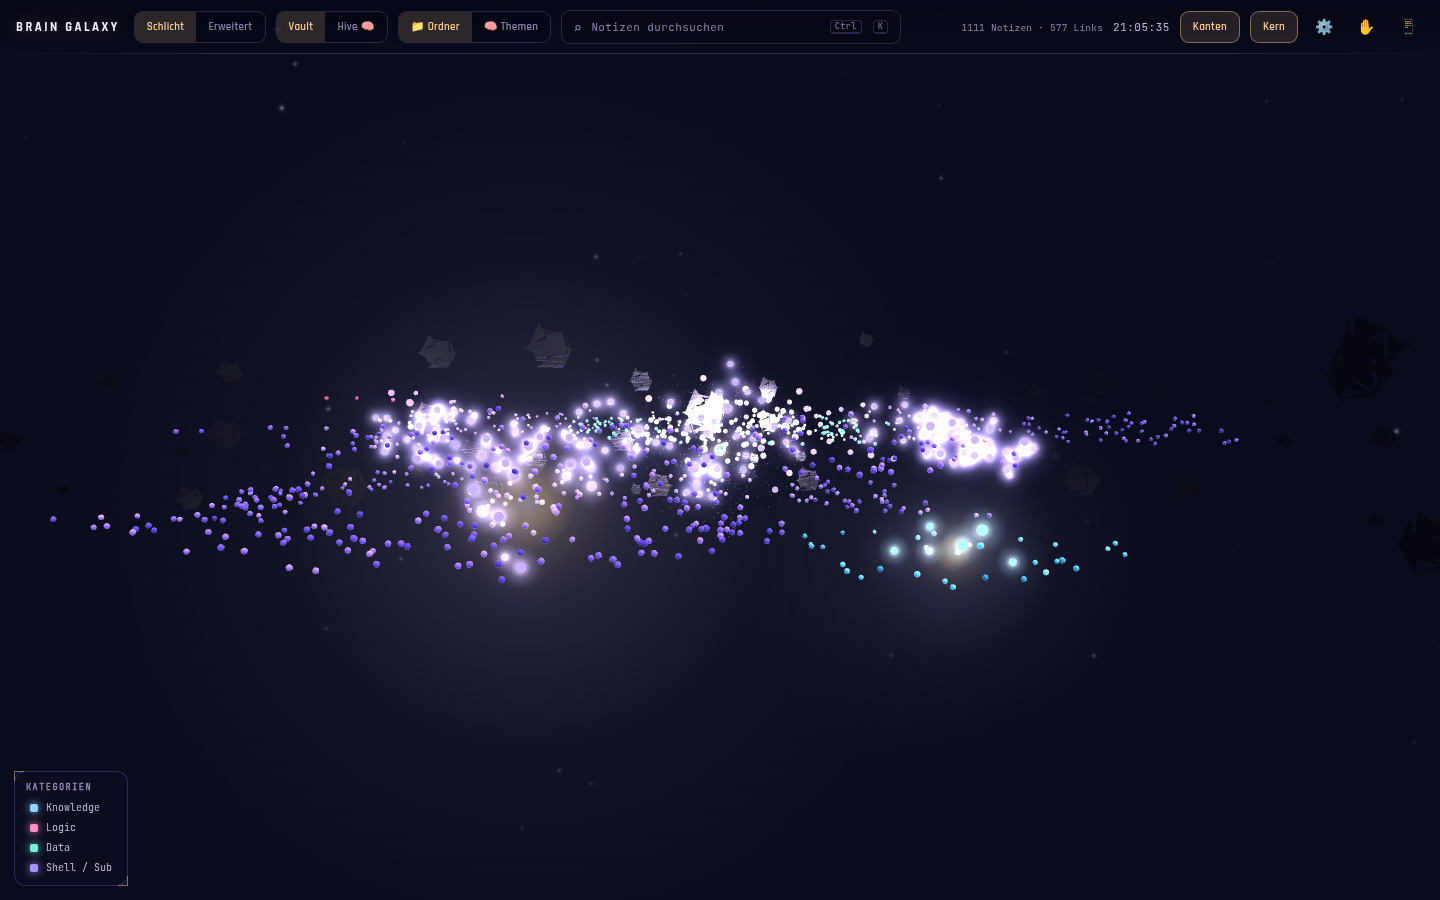 BRAIN GALAXY
Schlicht Erweitert
Vault Hive 🧠
📁 Ordner 🧠 Themen
⌕ Notizen durchsuchen Ctrl K
1111 Notizen · 577 Links 21:05:35
Kanten
Kern
KATEGORIEN
Knowledge
Logic
Data
Shell / Sub